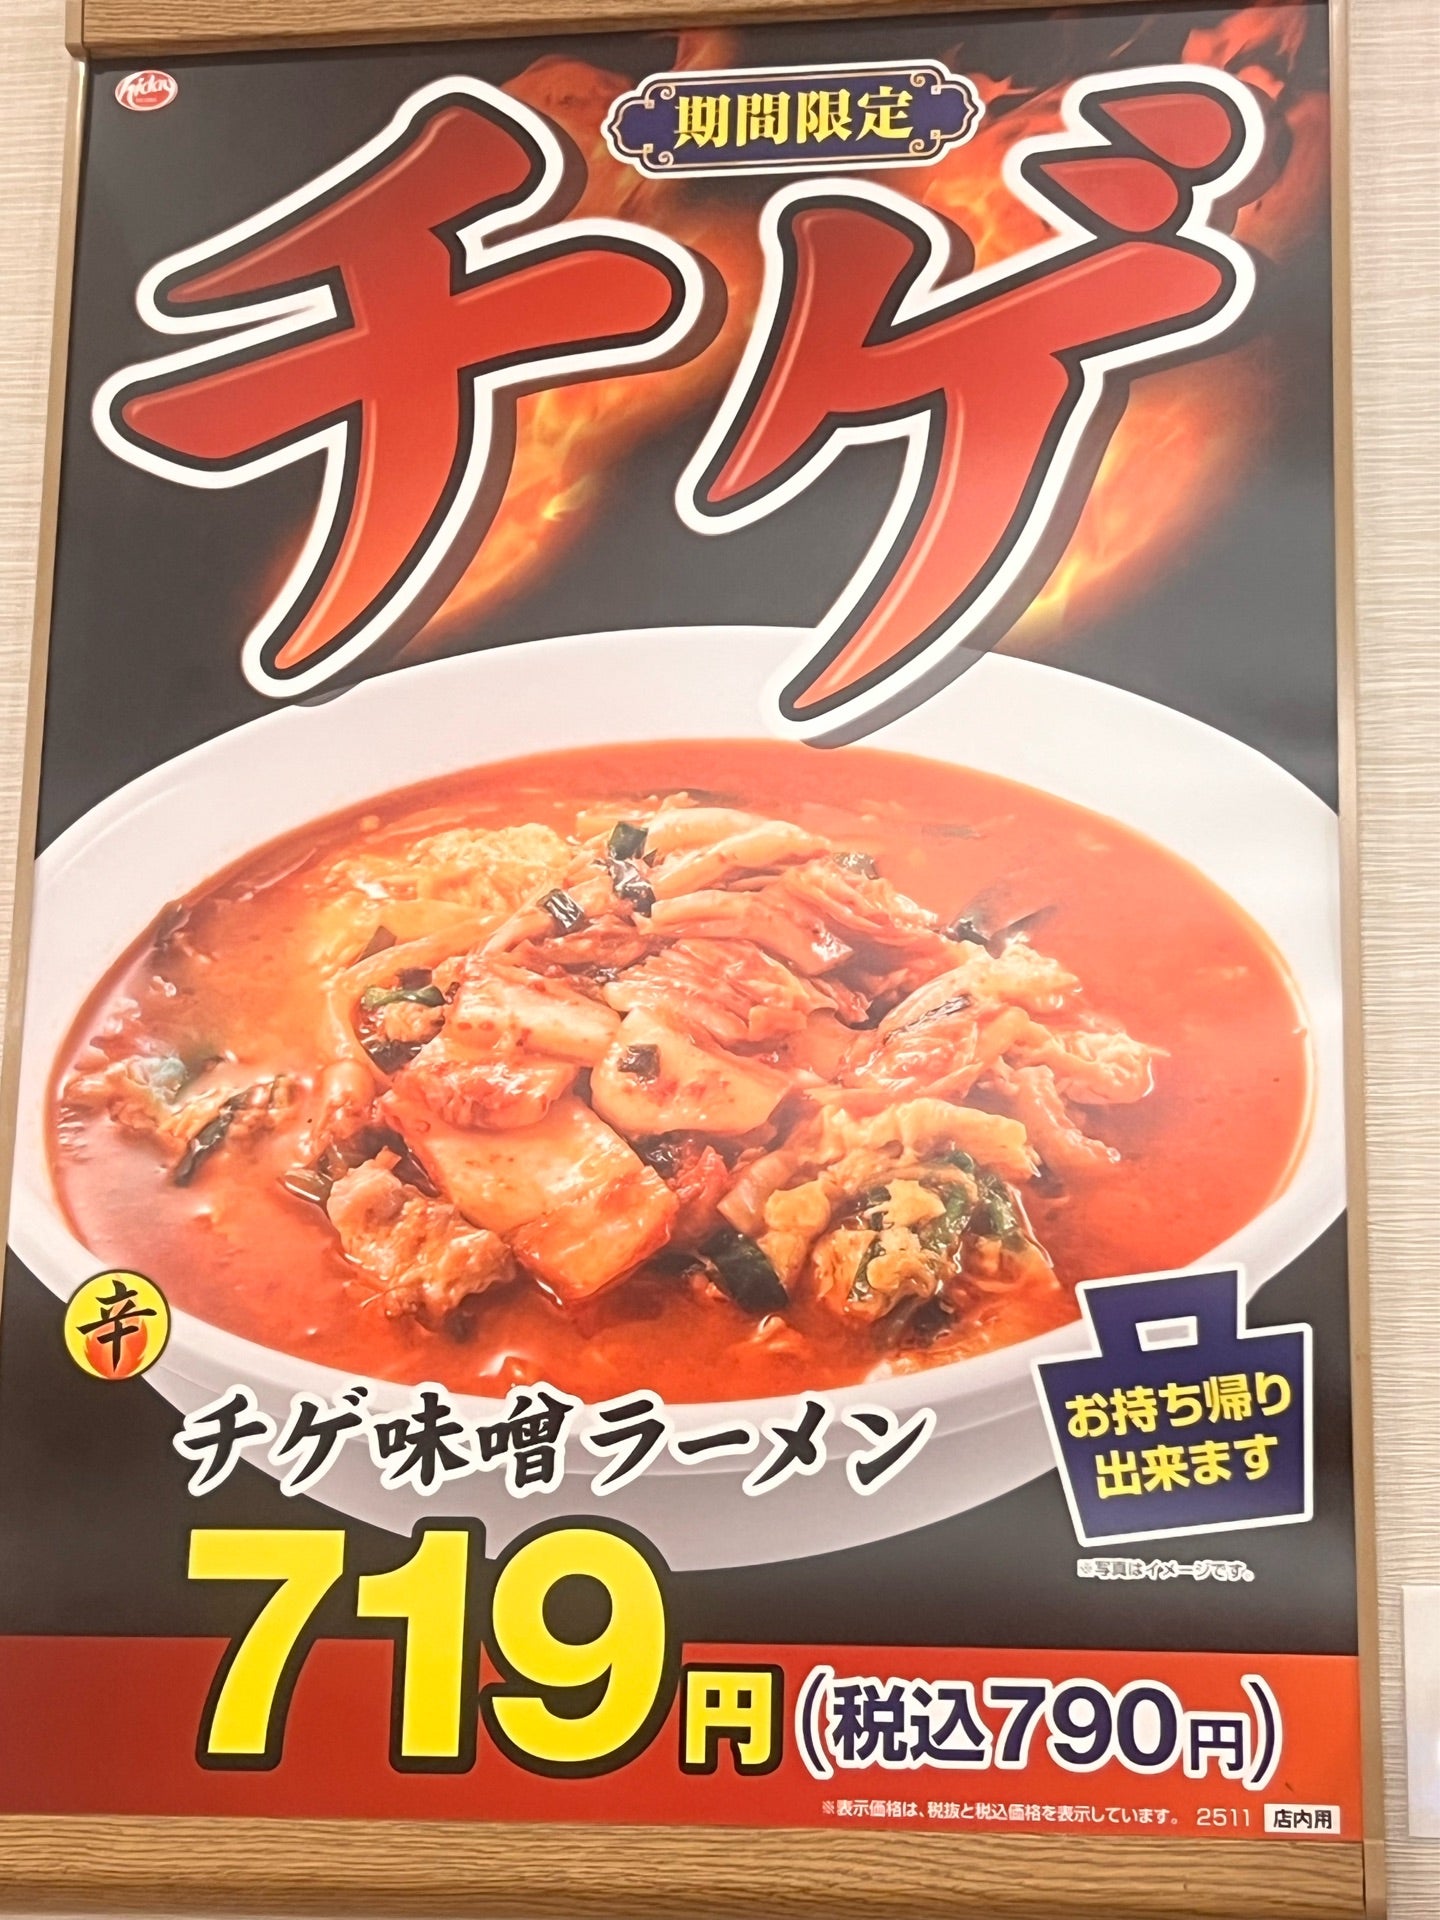 hiday
期間限定
チゲ
辛
チゲ味噌ラーメン
お持ち帰り
出来ます
※写真はイメージです。
719円(税込790円)
※表示価格は、税抜と税込価格を表示しています。 2511 店内用